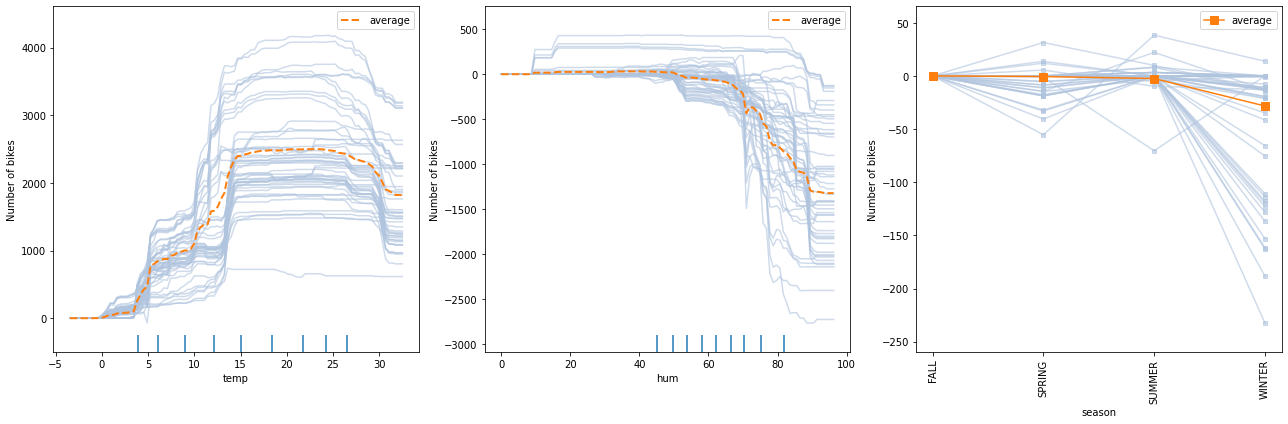 average
4000
3000
2000
1000
0
Number of bikes
−5
0
5
10
15
20
25
30
temp
average
500
0
−500
−1000
−1500
−2000
−2500
−3000
Number of bikes
0
20
40
60
80
100
hum
average
50
0
−50
−100
−150
−200
−250
Number of bikes
FALL
SPRING
SUMMER
WINTER
season